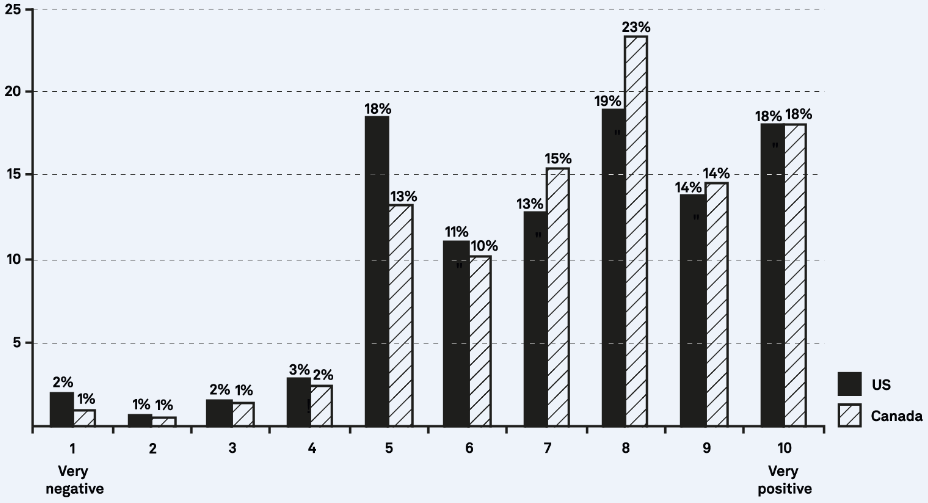 25
20
15
10
5
2% 1%
1% 1%
2% 1%
3% 2%
18% 13%
11% 10%
13% 15%
19% 23%
14% 14%
18% 18%
1 2 3 4 5 6 7 8 9 10
Very
negative
Very
positive
US
Canada